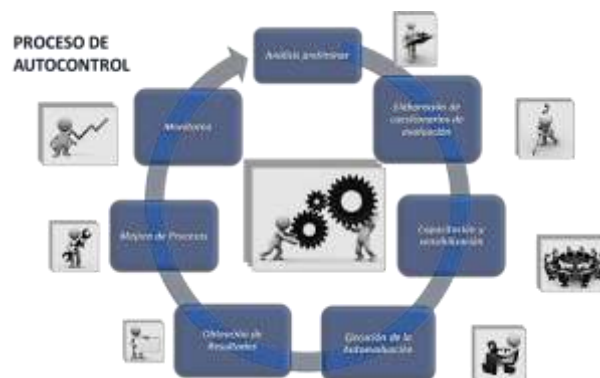 PROCESO DE
AUTOCONTROL
Análisis preliminar
Elaboración de
cuestionarios de
evaluación
Capacitación y
sensibilización
Ejecución de la
Autoevaluación
Obtención de
Resultados
Mejora de Procesos
Monitoreo